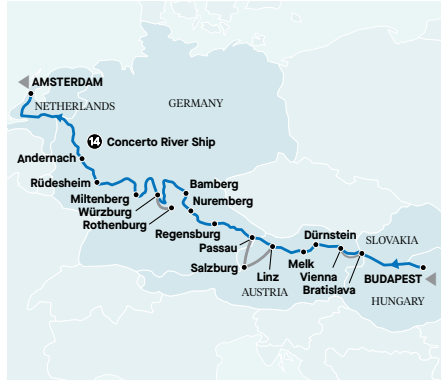 AMSTERDAM
NETHERLANDS
GERMANY
14 Concerto River Ship
Andernach
Rüdesheim
Miltenberg
Würzburg
Rothenburg
Bamberg
Nuremberg
Regensburg
Passau
Salzburg
Linz
AUSTRIA
Melk
Dürnstein
Vienna
Bratislava
SLOVAKIA
BUDAPEST
HUNGARY